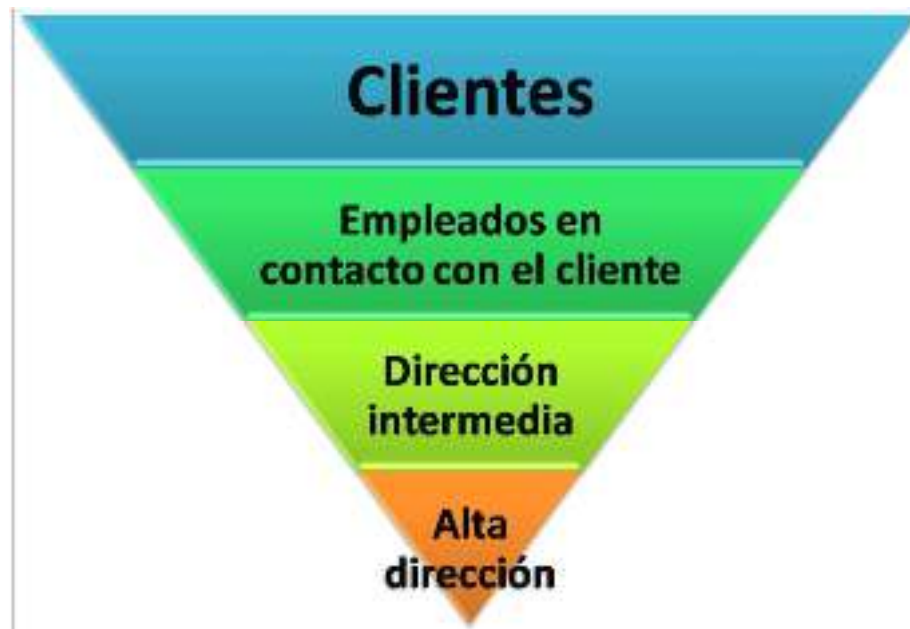 Clientes
Empleados en
contacto con el cliente
Dirección
intermedia
Alta
dirección